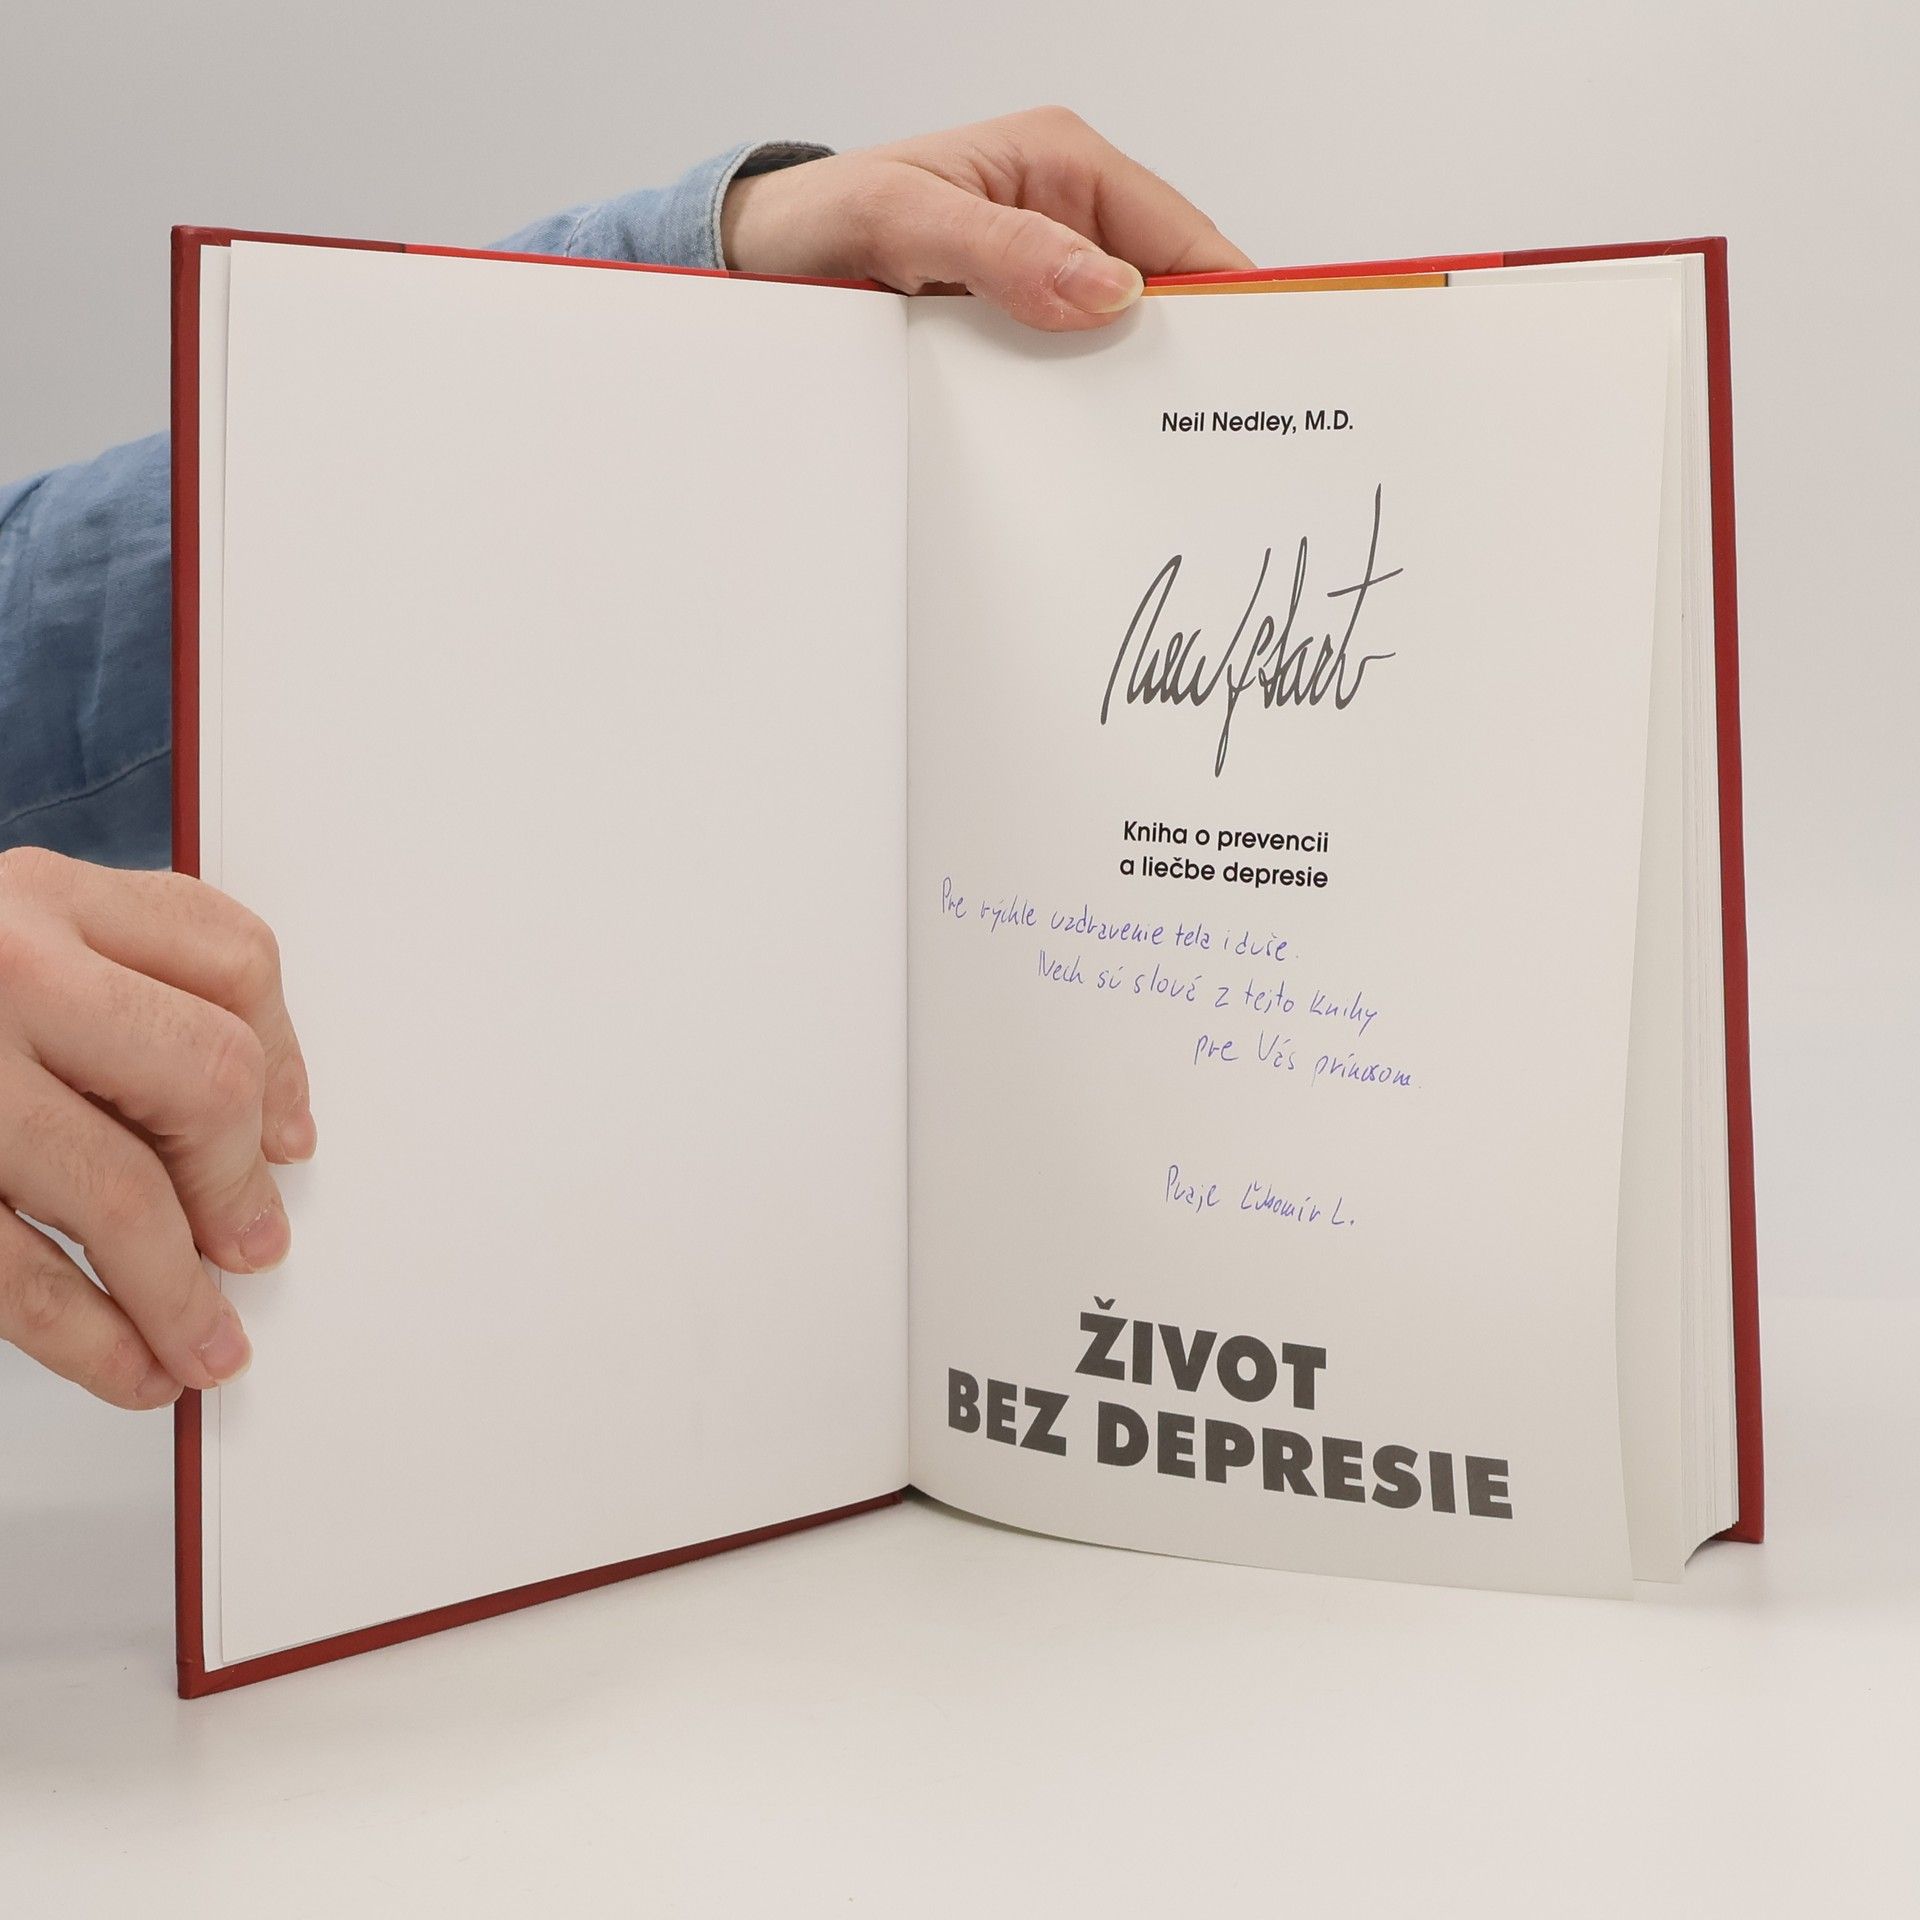 Neil Nedley, M.D.
Kniha o prevencii
a liečbe depresie
Pre rýchle uzdravenie tela i duše.
Nech sú slová z tejto knihy
pre Vás prínosom.
Praje Ľubomír L.
ŽIVOT
BEZ DEPRESIE